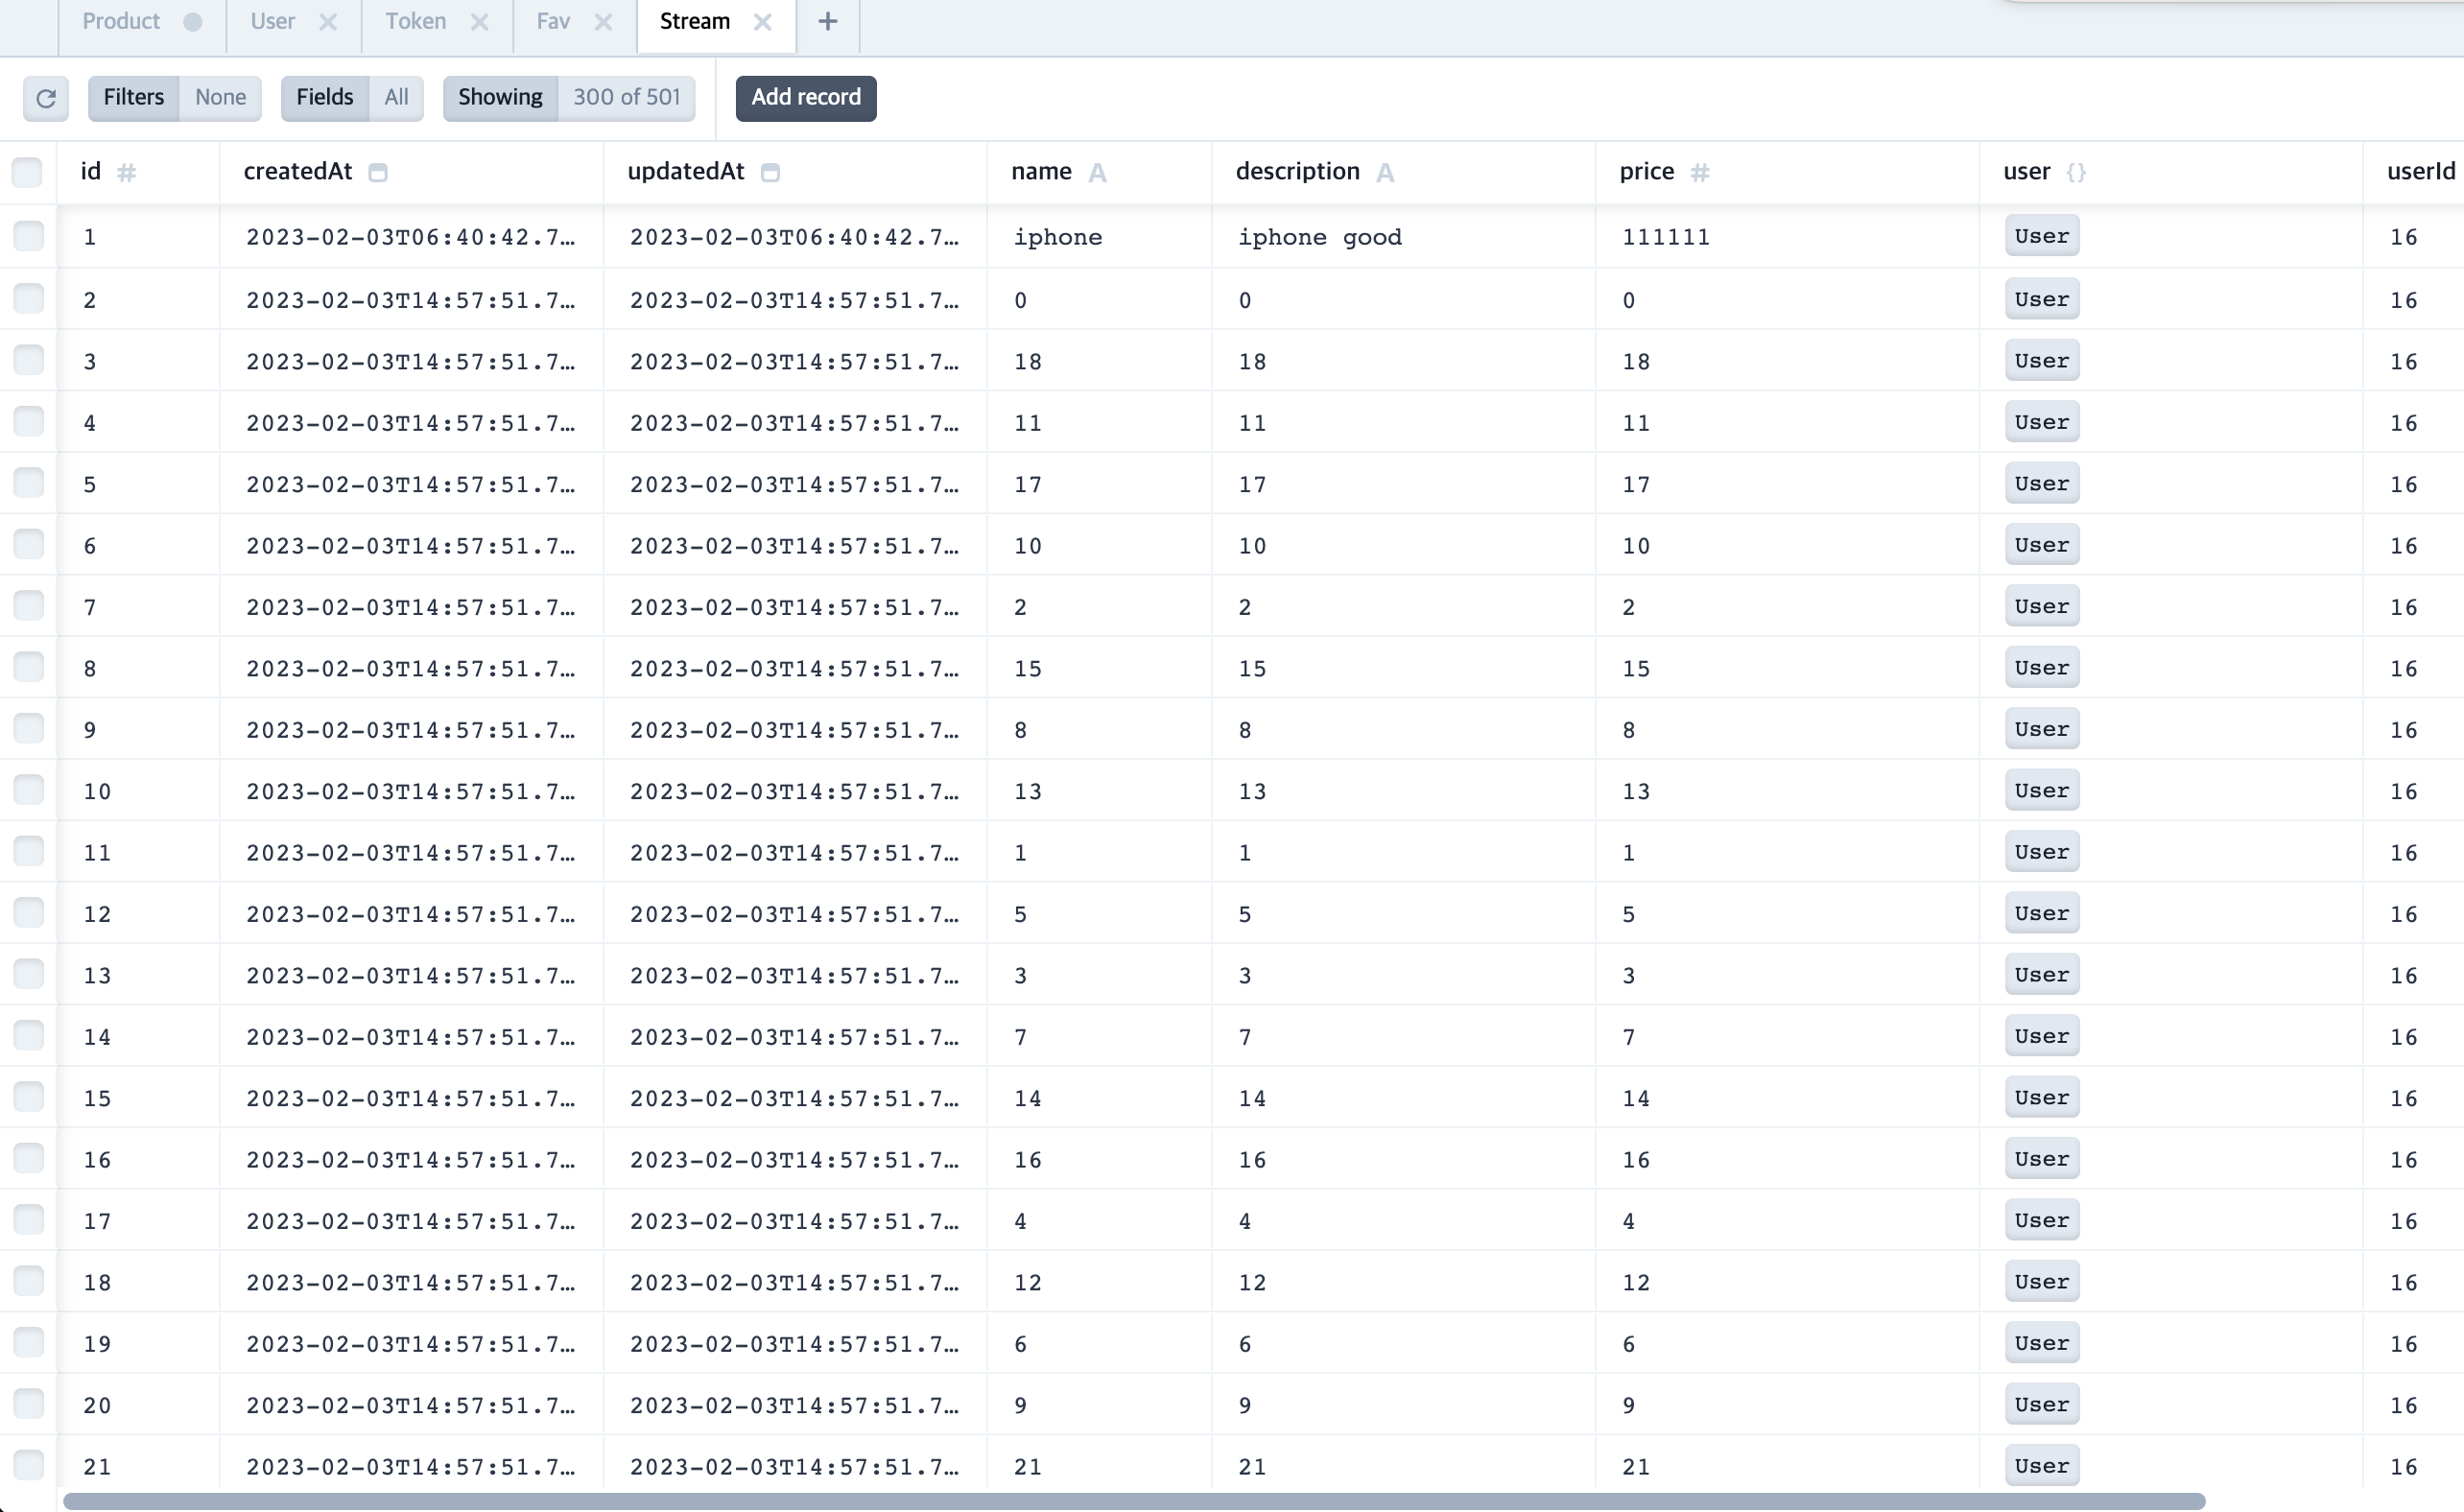 Product User Token Fav Stream +
Filters None Fields All Showing 300 of 501 Add record
id # createdAt updatedAt name A description A price # user {} userId
1 2023-02-03T06:40:42.7… 2023-02-03T06:40:42.7… iphone iphone good 111111 User 16
2 2023-02-03T14:57:51.7… 2023-02-03T14:57:51.7… 0 0 0 User 16
3 2023-02-03T14:57:51.7… 2023-02-03T14:57:51.7… 18 18 18 User 16
4 2023-02-03T14:57:51.7… 2023-02-03T14:57:51.7… 11 11 11 User 16
5 2023-02-03T14:57:51.7… 2023-02-03T14:57:51.7… 17 17 17 User 16
6 2023-02-03T14:57:51.7… 2023-02-03T14:57:51.7… 10 10 10 User 16
7 2023-02-03T14:57:51.7… 2023-02-03T14:57:51.7… 2 2 2 User 16
8 2023-02-03T14:57:51.7… 2023-02-03T14:57:51.7… 15 15 15 User 16
9 2023-02-03T14:57:51.7… 2023-02-03T14:57:51.7… 8 8 8 User 16
10 2023-02-03T14:57:51.7… 2023-02-03T14:57:51.7… 13 13 13 User 16
11 2023-02-03T14:57:51.7… 2023-02-03T14:57:51.7… 1 1 1 User 16
12 2023-02-03T14:57:51.7… 2023-02-03T14:57:51.7… 5 5 5 User 16
13 2023-02-03T14:57:51.7… 2023-02-03T14:57:51.7… 3 3 3 User 16
14 2023-02-03T14:57:51.7… 2023-02-03T14:57:51.7… 7 7 7 User 16
15 2023-02-03T14:57:51.7… 2023-02-03T14:57:51.7… 14 14 14 User 16
16 2023-02-03T14:57:51.7… 2023-02-03T14:57:51.7… 16 16 16 User 16
17 2023-02-03T14:57:51.7… 2023-02-03T14:57:51.7… 4 4 4 User 16
18 2023-02-03T14:57:51.7… 2023-02-03T14:57:51.7… 12 12 12 User 16
19 2023-02-03T14:57:51.7… 2023-02-03T14:57:51.7… 6 6 6 User 16
20 2023-02-03T14:57:51.7… 2023-02-03T14:57:51.7… 9 9 9 User 16
21 2023-02-03T14:57:51.7… 2023-02-03T14:57:51.7… 21 21 21 User 16